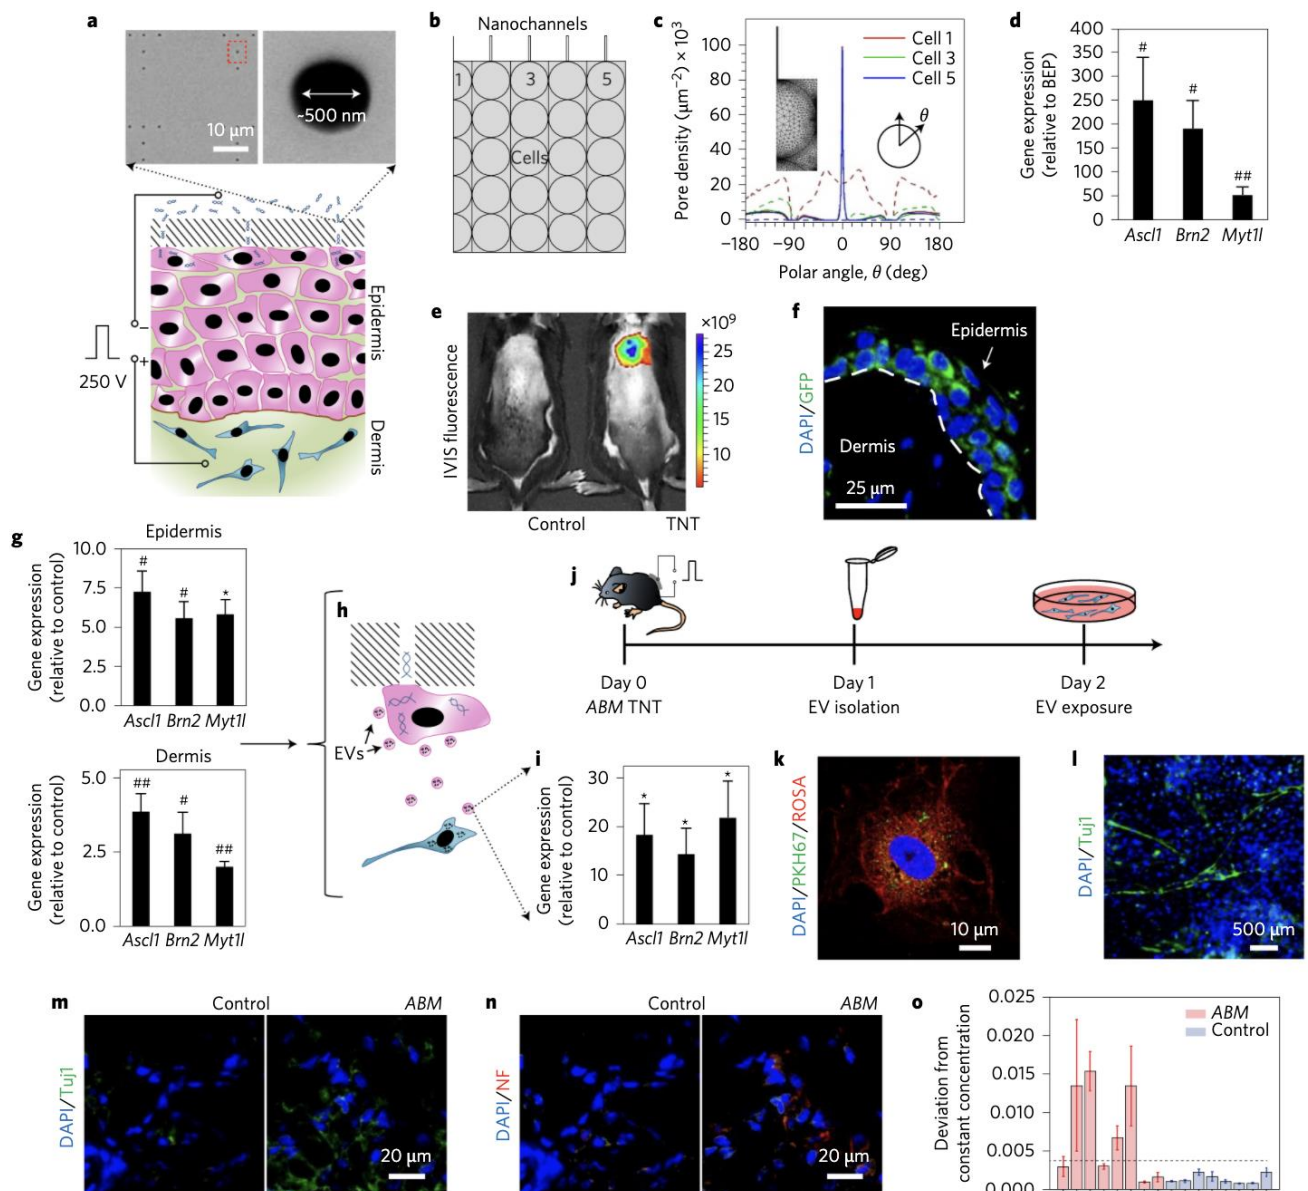 a
10 μm
~500 nm
250 V
−
+
Epidermis
Dermis
b
Nanochannels
1 3 5
Cells
c
Pore density (μm−2) × 10³
100
80
60
40
20
0
−180 −90 0 90 180
Polar angle, θ (deg)
Cell 1
Cell 3
Cell 5
θ
d
Gene expression
(relative to BEP)
400
350
300
250
200
150
100
50
0
# # ##
Ascl1 Brn2 Myt1l
e
IVIS fluorescence
×10⁹
25
20
15
10
Control TNT
f
DAPI/GFP
Epidermis
Dermis
25 μm
g
Epidermis
Gene expression
(relative to control)
10.0
7.5
5.0
2.5
0.0
# # *
Ascl1 Brn2 Myt1l
Dermis
Gene expression
(relative to control)
5.0
2.5
0.0
## # ##
Ascl1 Brn2 Myt1l
h
EVs
i
Gene expression
(relative to control)
30
20
10
0
* * *
Ascl1 Brn2 Myt1l
j
Day 0
ABM TNT
Day 1
EV isolation
Day 2
EV exposure
k
DAPI/PKH67/ROSA
10 μm
l
DAPI/Tuj1
500 μm
m
Control ABM
DAPI/Tuj1
20 μm
n
Control ABM
DAPI/NF
20 μm
o
Deviation from
constant concentration
0.025
0.020
0.015
0.010
0.005
0.000
ABM
Control